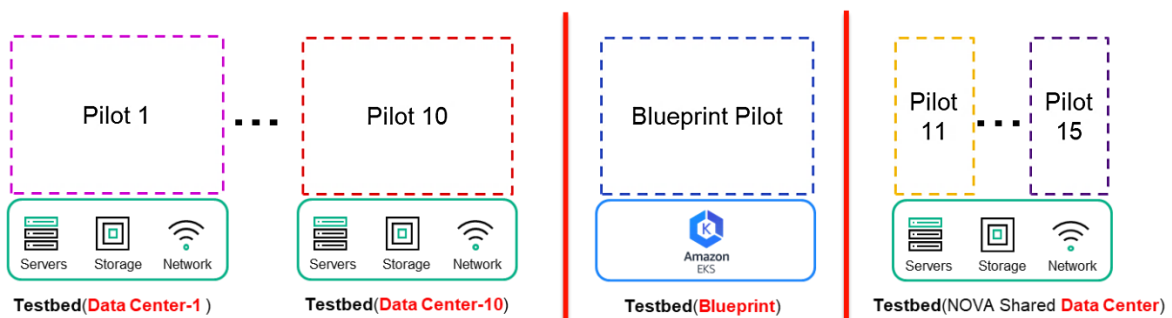 Pilot 1
...
Pilot 10
Blueprint Pilot
Pilot
11
...
Pilot
15
Servers
Storage
Network
Servers
Storage
Network
K
Amazon
EKS
Servers
Storage
Network
Testbed(Data Center-1 )
Testbed(Data Center-10)
Testbed(Blueprint)
Testbed(NOVA Shared Data Center)